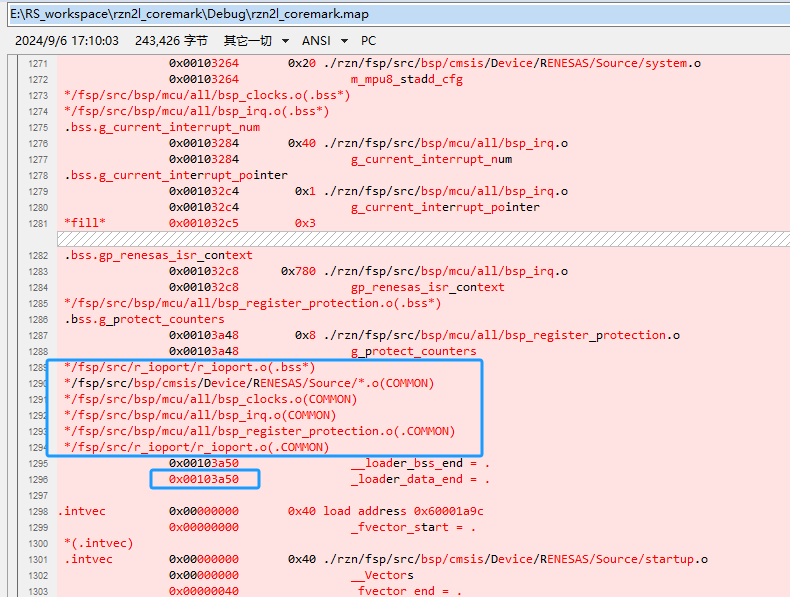 E:\RS_workspace\rzn2l_coremark\Debug\rzn2l_coremark.map
2024/9/6 17:10:03 243,426 字节 其它一切 ANSI PC
1271 0x00103264 0x20 ./rzn/fsp/src/bsp/cmsis/Device/RENESAS/Source/system.o
1272 0x00103264 m_mpu8_stadd_cfg
1273 */fsp/src/bsp/mcu/all/bsp_clocks.o(.bss*)
1274 */fsp/src/bsp/mcu/all/bsp_irq.o(.bss*)
1275 .bss.g_current_interrupt_num
1276 0x00103284 0x40 ./rzn/fsp/src/bsp/mcu/all/bsp_irq.o
1277 0x00103284 g_current_interrupt_num
1278 .bss.g_current_interrupt_pointer
1279 0x001032c4 0x1 ./rzn/fsp/src/bsp/mcu/all/bsp_irq.o
1280 0x001032c4 g_current_interrupt_pointer
1281 *fill* 0x001032c5 0x3
1282 .bss.gp_renesas_isr_context
1283 0x001032c8 0x780 ./rzn/fsp/src/bsp/mcu/all/bsp_irq.o
1284 0x001032c8 gp_renesas_isr_context
1285 */fsp/src/bsp/mcu/all/bsp_register_protection.o(.bss*)
1286 .bss.g_protect_counters
1287 0x00103a48 0x8 ./rzn/fsp/src/bsp/mcu/all/bsp_register_protection.o
1288 0x00103a48 g_protect_counters
1289 */fsp/src/r_ioport/r_ioport.o(.bss*)
1290 */fsp/src/bsp/cmsis/Device/RENESAS/Source/*.o(COMMON)
1291 */fsp/src/bsp/mcu/all/bsp_clocks.o(COMMON)
1292 */fsp/src/bsp/mcu/all/bsp_irq.o(COMMON)
1293 */fsp/src/bsp/mcu/all/bsp_register_protection.o(.COMMON)
1294 */fsp/src/r_ioport/r_ioport.o(.COMMON)
1295 0x00103a50 __loader_bss_end = .
1296 0x00103a50 _loader_data_end = .
1297
1298 .intvec 0x00000000 0x40 load address 0x60001a9c
1299 0x00000000 _fvector_start = .
1300 *(.intvec)
1301 .intvec 0x00000000 0x40 ./rzn/fsp/src/bsp/cmsis/Device/RENESAS/Source/startup.o
1302 0x00000000 __Vectors
1303 0x00000040 _fvector_end = .